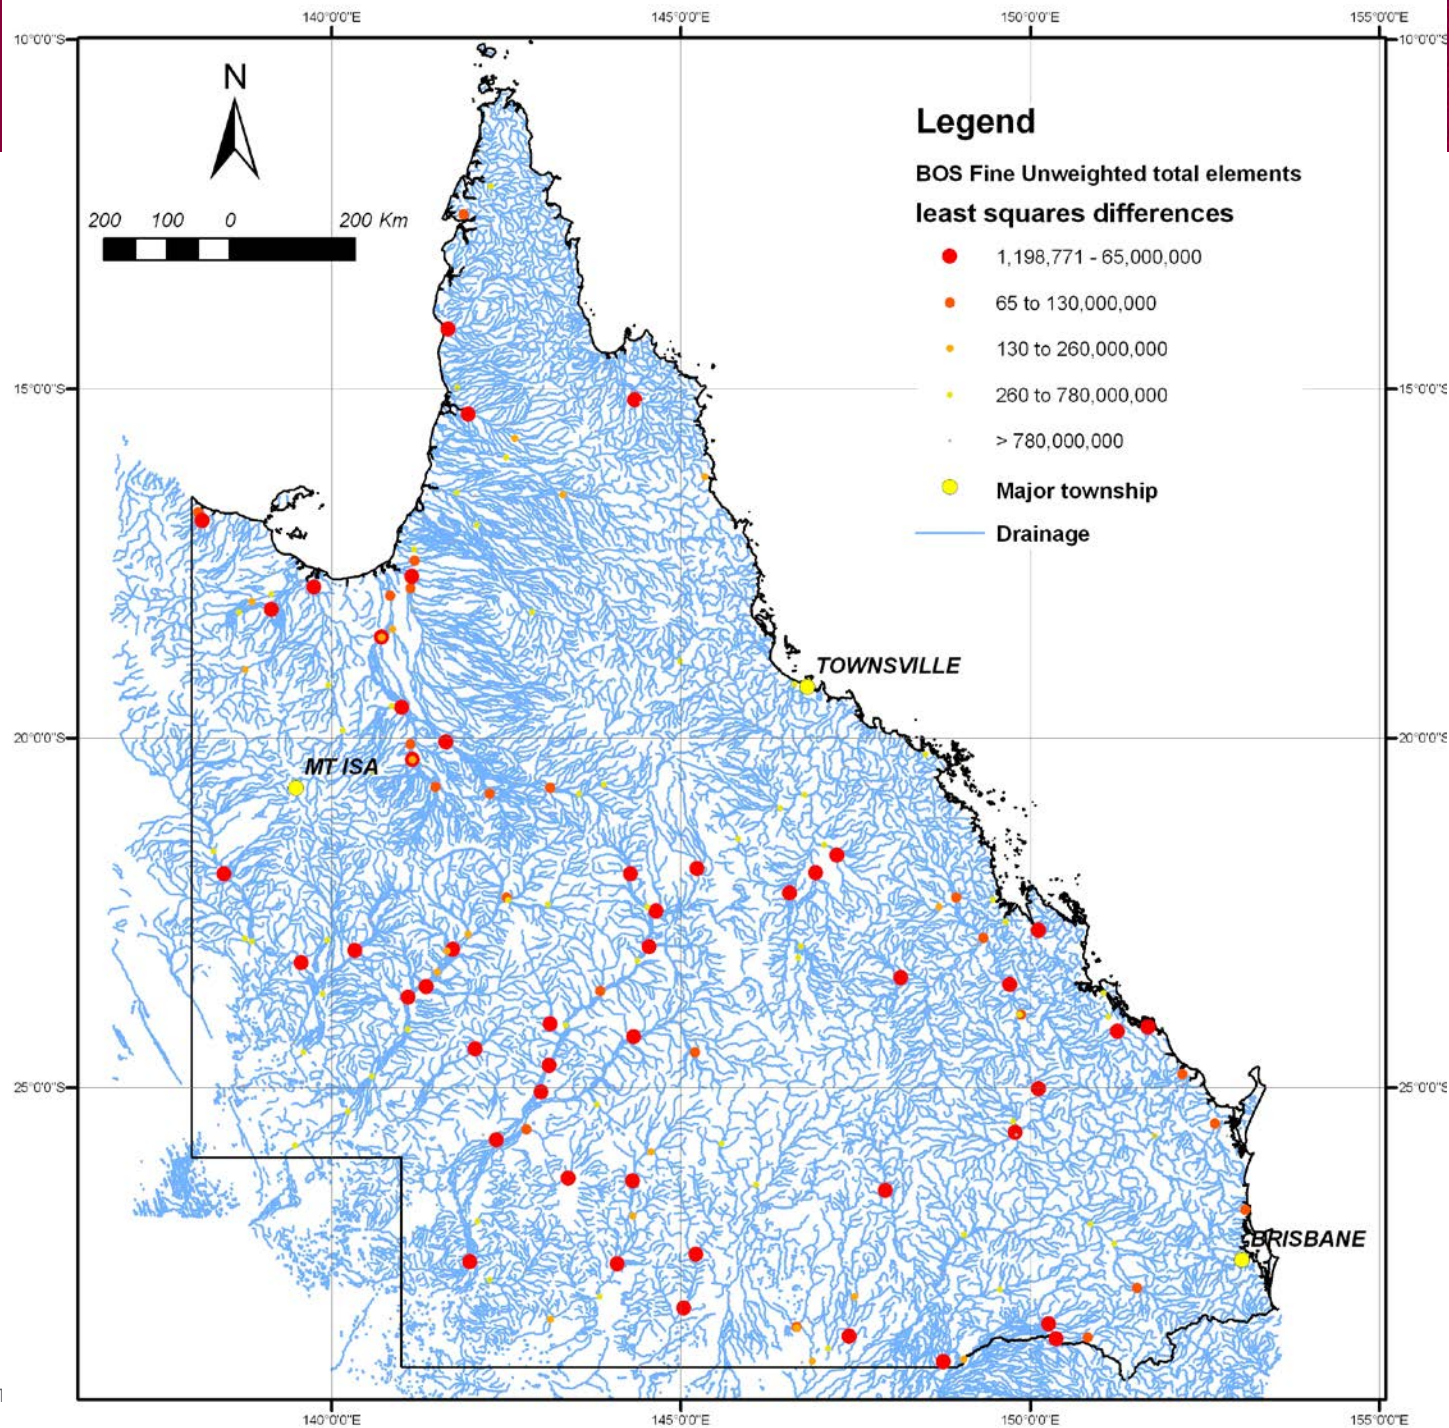 140°0'0"E 145°0'0"E 150°0'0"E 155°0'0"E
10°0'0"S 10°0'0"S
N
200 100 0 200 Km
Legend
BOS Fine Unweighted total elements
least squares differences
1,198,771 - 65,000,000
65 to 130,000,000
130 to 260,000,000
260 to 780,000,000
> 780,000,000
Major township
Drainage
15°0'0"S 15°0'0"S
TOWNSVILLE
20°0'0"S 20°0'0"S
MT ISA
25°0'0"S 25°0'0"S
BRISBANE
140°0'0"E 145°0'0"E 150°0'0"E 155°0'0"E